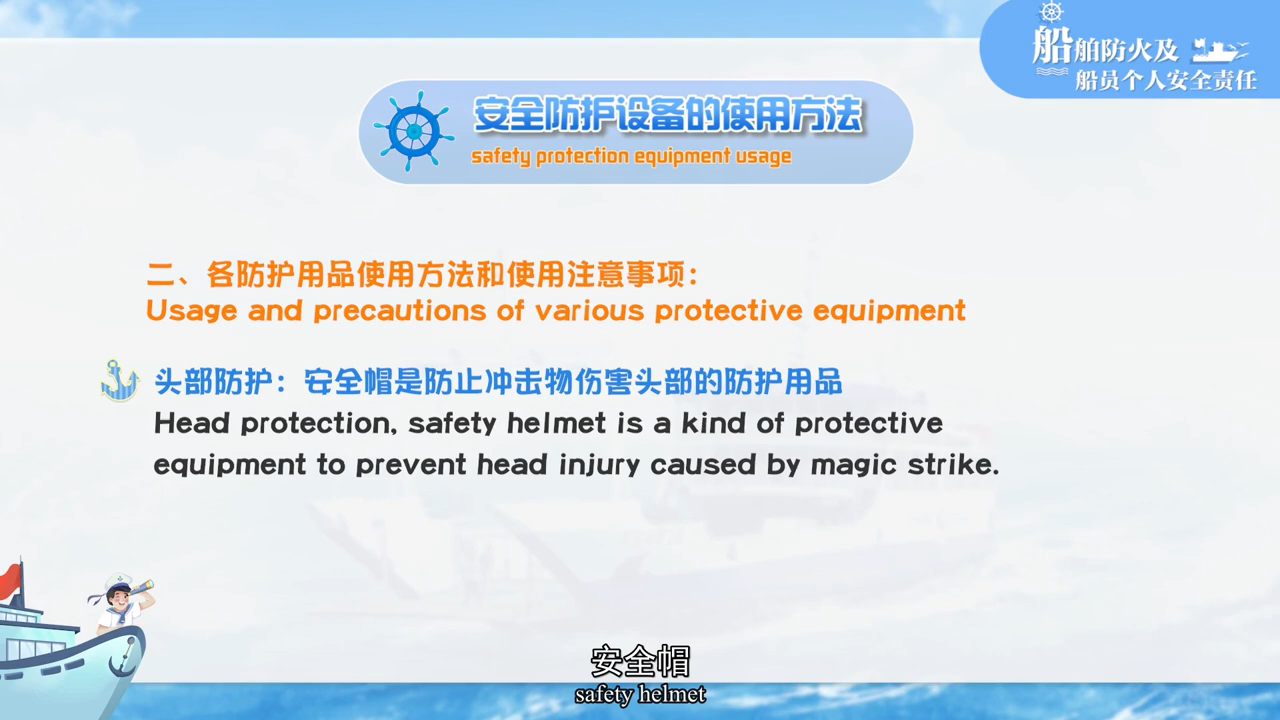 船舶防火及
船员个人安全责任
安全防护设备的使用方法
safety protection equipment usage
二、各防护用品使用方法和使用注意事项：
Usage and precautions of various protective equipment
头部防护：安全帽是防止冲击物伤害头部的防护用品
Head protection, safety helmet is a kind of protective
equipment to prevent head injury caused by magic strike.
安全帽
safety helmet